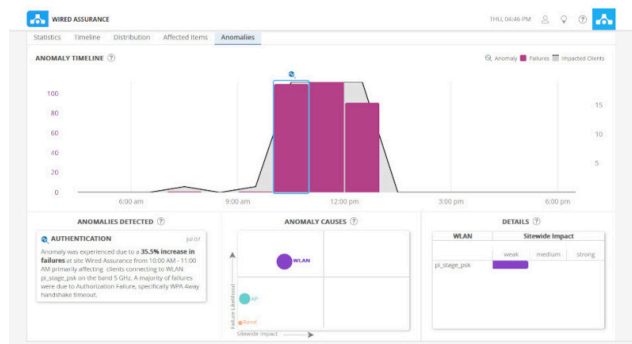 WIRED ASSURANCE
THU, 04:46 PM
Statistics Timeline Distribution Affected Items Anomalies
ANOMALY TIMELINE
Anomaly Failures Impacted Clients
100
80
60
40
20
0
15
10
5
6:00 am 9:00 am 12:00 pm 3:00 pm 6:00 pm
ANOMALIES DETECTED
AUTHENTICATION
Anomaly was experienced due to a 35.5% increase in
failures at site Wired Assurance from 10:00 AM - 11:00
AM primarily affecting clients connecting to WLAN
pi_stage_psk on the band 5 GHz. A majority of failures
were due to Authorization Failure, specifically WPA Away
handshake timeout.
ANOMALY CAUSES
Failure Likelihood
WLAN
AP
Band
Sitewide Impact
DETAILS
WLAN Sitewide Impact
weak medium strong
pi_stage_psk